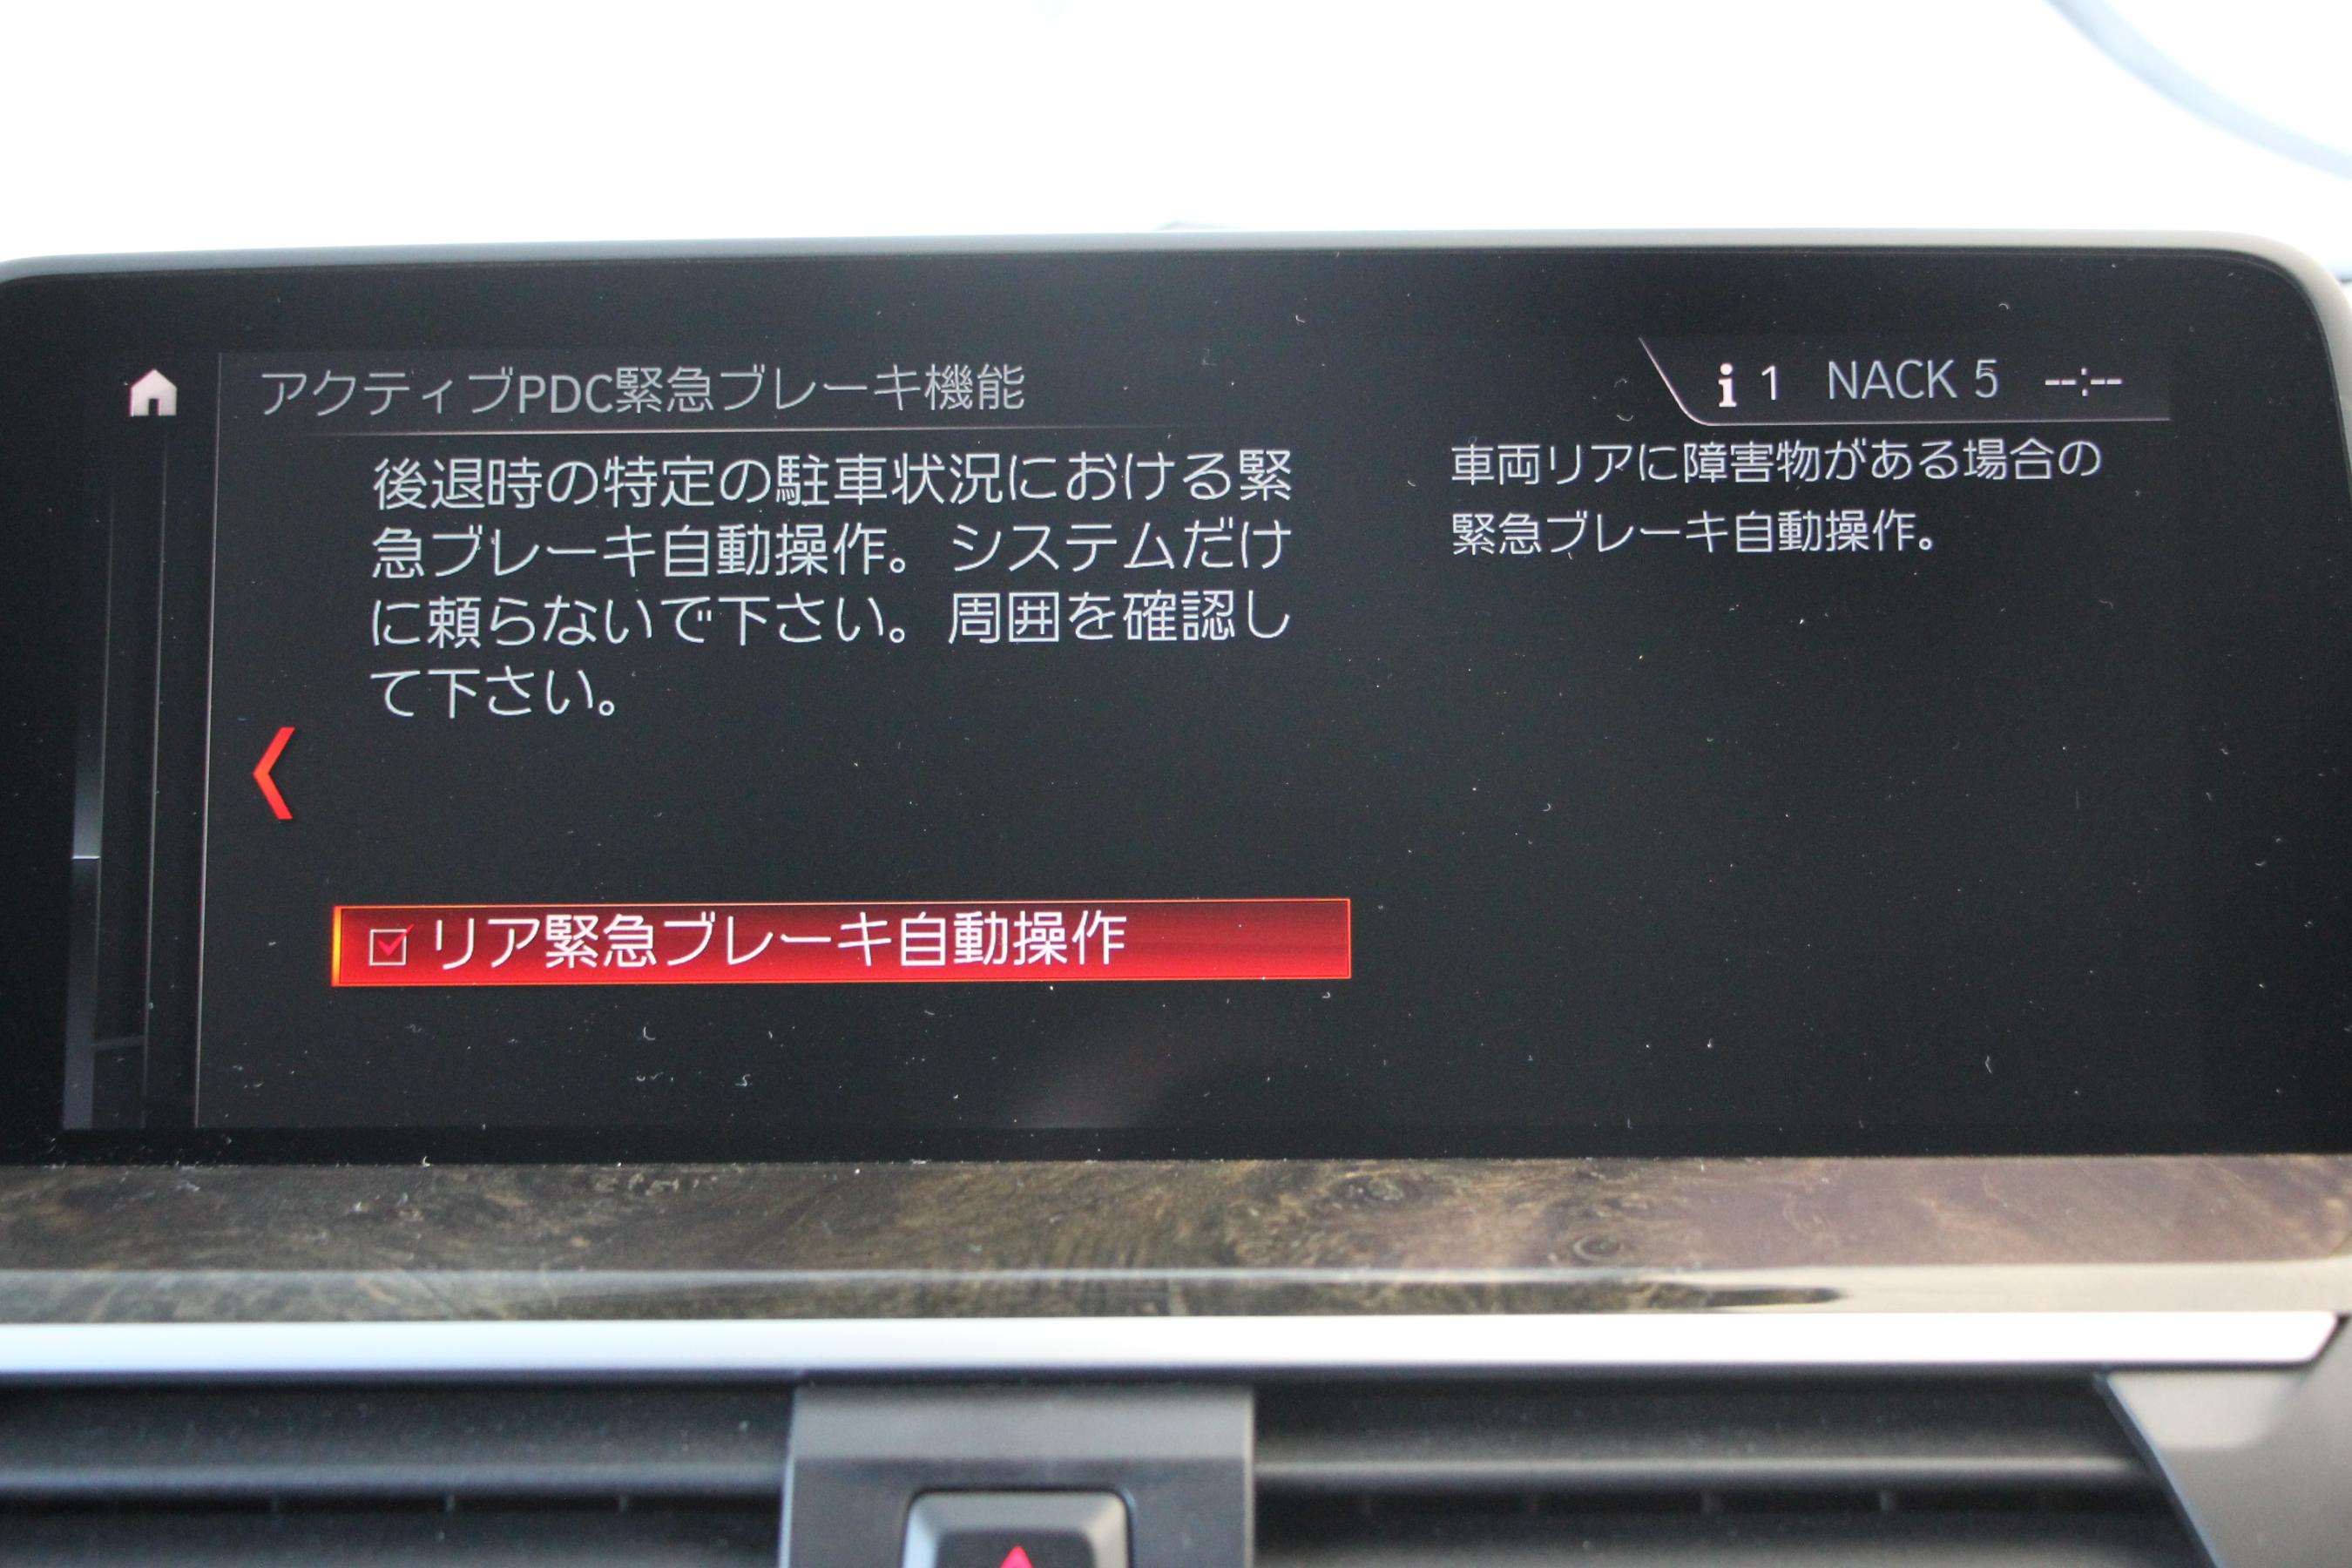 アクティブPDC緊急ブレーキ機能
i 1 NACK 5 --:--
後退時の特定の駐車状況における緊
急ブレーキ自動操作。システムだけ
に頼らないで下さい。周囲を確認し
て下さい。
リア緊急ブレーキ自動操作
車両リアに障害物がある場合の
緊急ブレーキ自動操作。